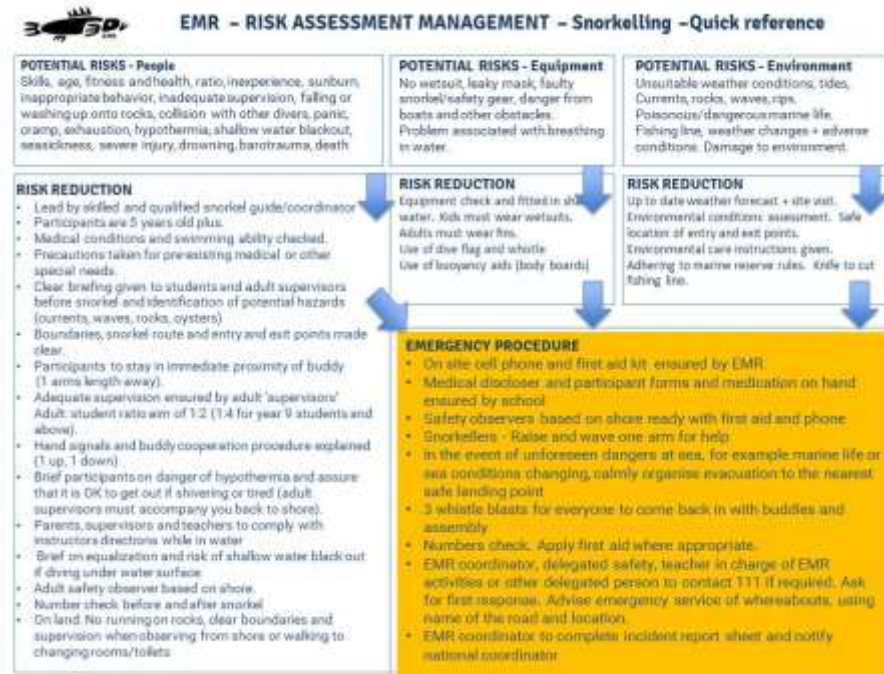 EMR – RISK ASSESSMENT MANAGEMENT – Snorkelling –Quick reference
POTENTIAL RISKS - People
Skills, age, fitness and health, ratio, inexperience, sunburn,
inappropriate behavior, inadequate supervision, falling or
washing up onto rocks, collision with other divers, panic,
cramp, exhaustion, hypothermia, shallow water blackout,
seasickness, severe injury, drowning, barotrauma, death
POTENTIAL RISKS - Equipment
No wetsuit, leaky mask, faulty
snorkel/safety gear, danger from
boats and other obstacles.
Problem associated with breathing
in water.
POTENTIAL RISKS - Environment
Unsuitable weather conditions, tides,
Currents, rocks, waves, rips.
Poisonous/dangerous marine life.
Fishing line, weather changes + adverse
conditions. Damage to environment.
RISK REDUCTION
• Lead by skilled and qualified snorkel guide/coordinator
• Participants are 5 years old plus.
• Medical conditions and swimming ability checked.
• Precautions taken for pre existing medical or other
special needs.
• Clear briefing given to students and adult supervisors
before snorkel and identification of potential hazards
(currents, waves, rocks, oysters)
• Boundaries, snorkel route and entry and exit points made
clear.
• Participants to stay in immediate proximity of buddy
(1 arms length away).
• Adequate supervision ensured by adult 'supervisors'
Adult: student ratio aim of 1:2 (1:4 for year 9 students and
above).
• Hand signals and buddy cooperation procedure explained
(1 up, 1 down)
• Brief participants on danger of hypothermia and assure
that it is OK to get out if shivering or tired (adult
supervisors must accompany you back to shore).
• Parents, supervisors and teachers to comply with
instructors directions while in water
• Brief on equalization and risk of shallow water black out
if diving under water surface
• Adult safety observer based on shore.
• Number check before and after snorkel
• On land: No running on rocks, clear boundaries and
supervision when observing from shore or walking to
changing rooms/toilets
RISK REDUCTION
Equipment check and fitted in
water. Kids must wear wetsuits.
Adults must wear fins.
Use of dive flag and whistle
Use of buoyancy aids (body boards)
RISK REDUCTION
Up to date weather forecast + site visit.
Environmental conditions assessment. Safe
location of entry and exit points.
Environmental care instructions given.
Adhering to marine reserve rules. Knife to cut
fishing line.
EMERGENCY PROCEDURE
• On site cell phone and first aid kit ensured by EMR
• Medical discloser and participant forms and medication on hand
ensured by school
• Safety observers based on shore ready with first aid and phone
• Snorkellers - Raise and wave one arm for help
• In the event of unforeseen dangers at sea, for example marine life or
sea conditions changing, calmly organise evacuation to the nearest
safe landing point
• 3 whistle blasts for everyone to come back in with buddies and
assembly
• Numbers check. Apply first aid where appropriate.
• EMR coordinator, delegated safety, teacher in charge of EMR
activities or other delegated person to contact 111 if required. Ask
for first response. Advise emergency service of whereabouts, using
name of the road and location.
• EMR coordinator to complete incident report sheet and notify
national coordinator